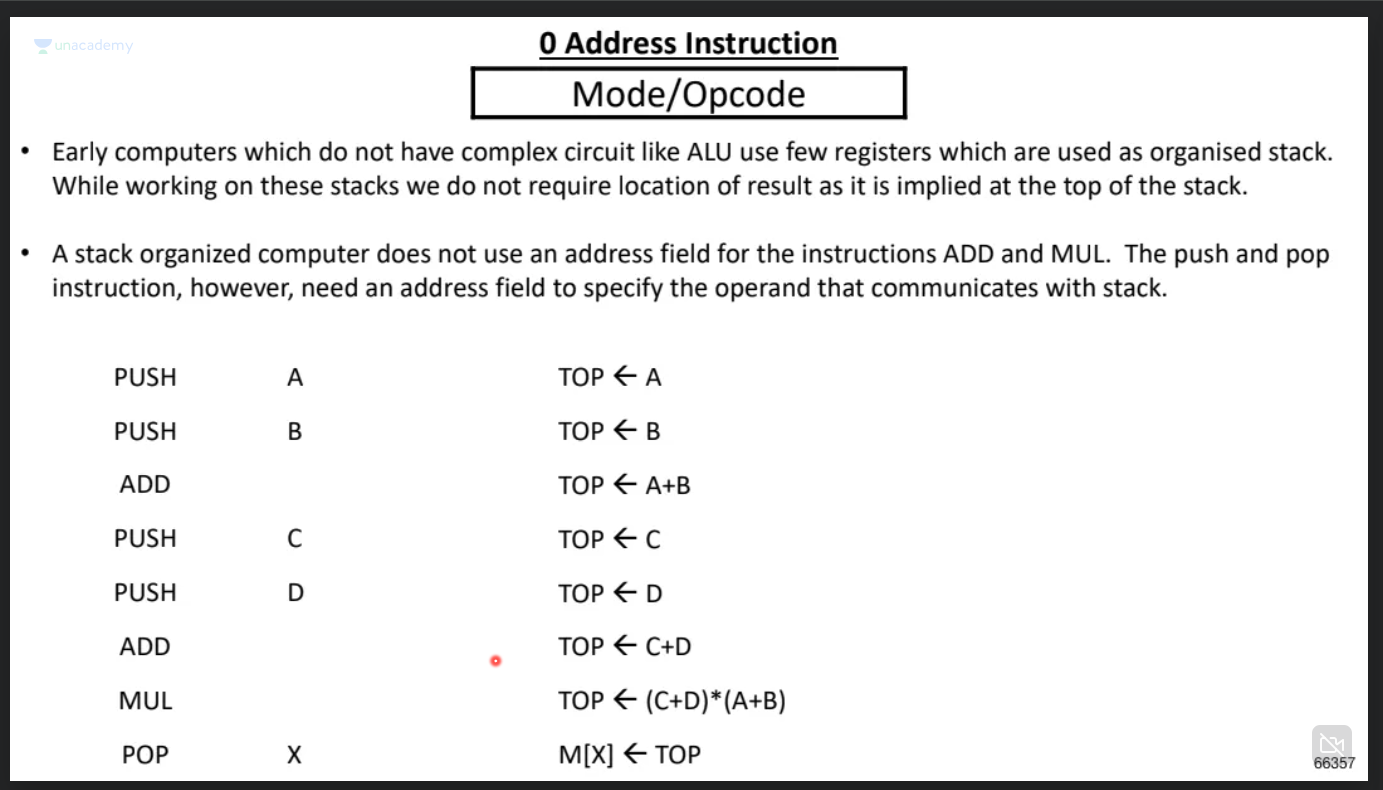 unacademy
0 Address Instruction
Mode/Opcode
• Early computers which do not have complex circuit like ALU use few registers which are used as organised stack.
While working on these stacks we do not require location of result as it is implied at the top of the stack.
• A stack organized computer does not use an address field for the instructions ADD and MUL. The push and pop
instruction, however, need an address field to specify the operand that communicates with stack.
PUSH A TOP ← A
PUSH B TOP ← B
ADD TOP ← A+B
PUSH C TOP ← C
PUSH D TOP ← D
ADD TOP ← C+D
MUL TOP ← (C+D)*(A+B)
POP X M[X] ← TOP
66357